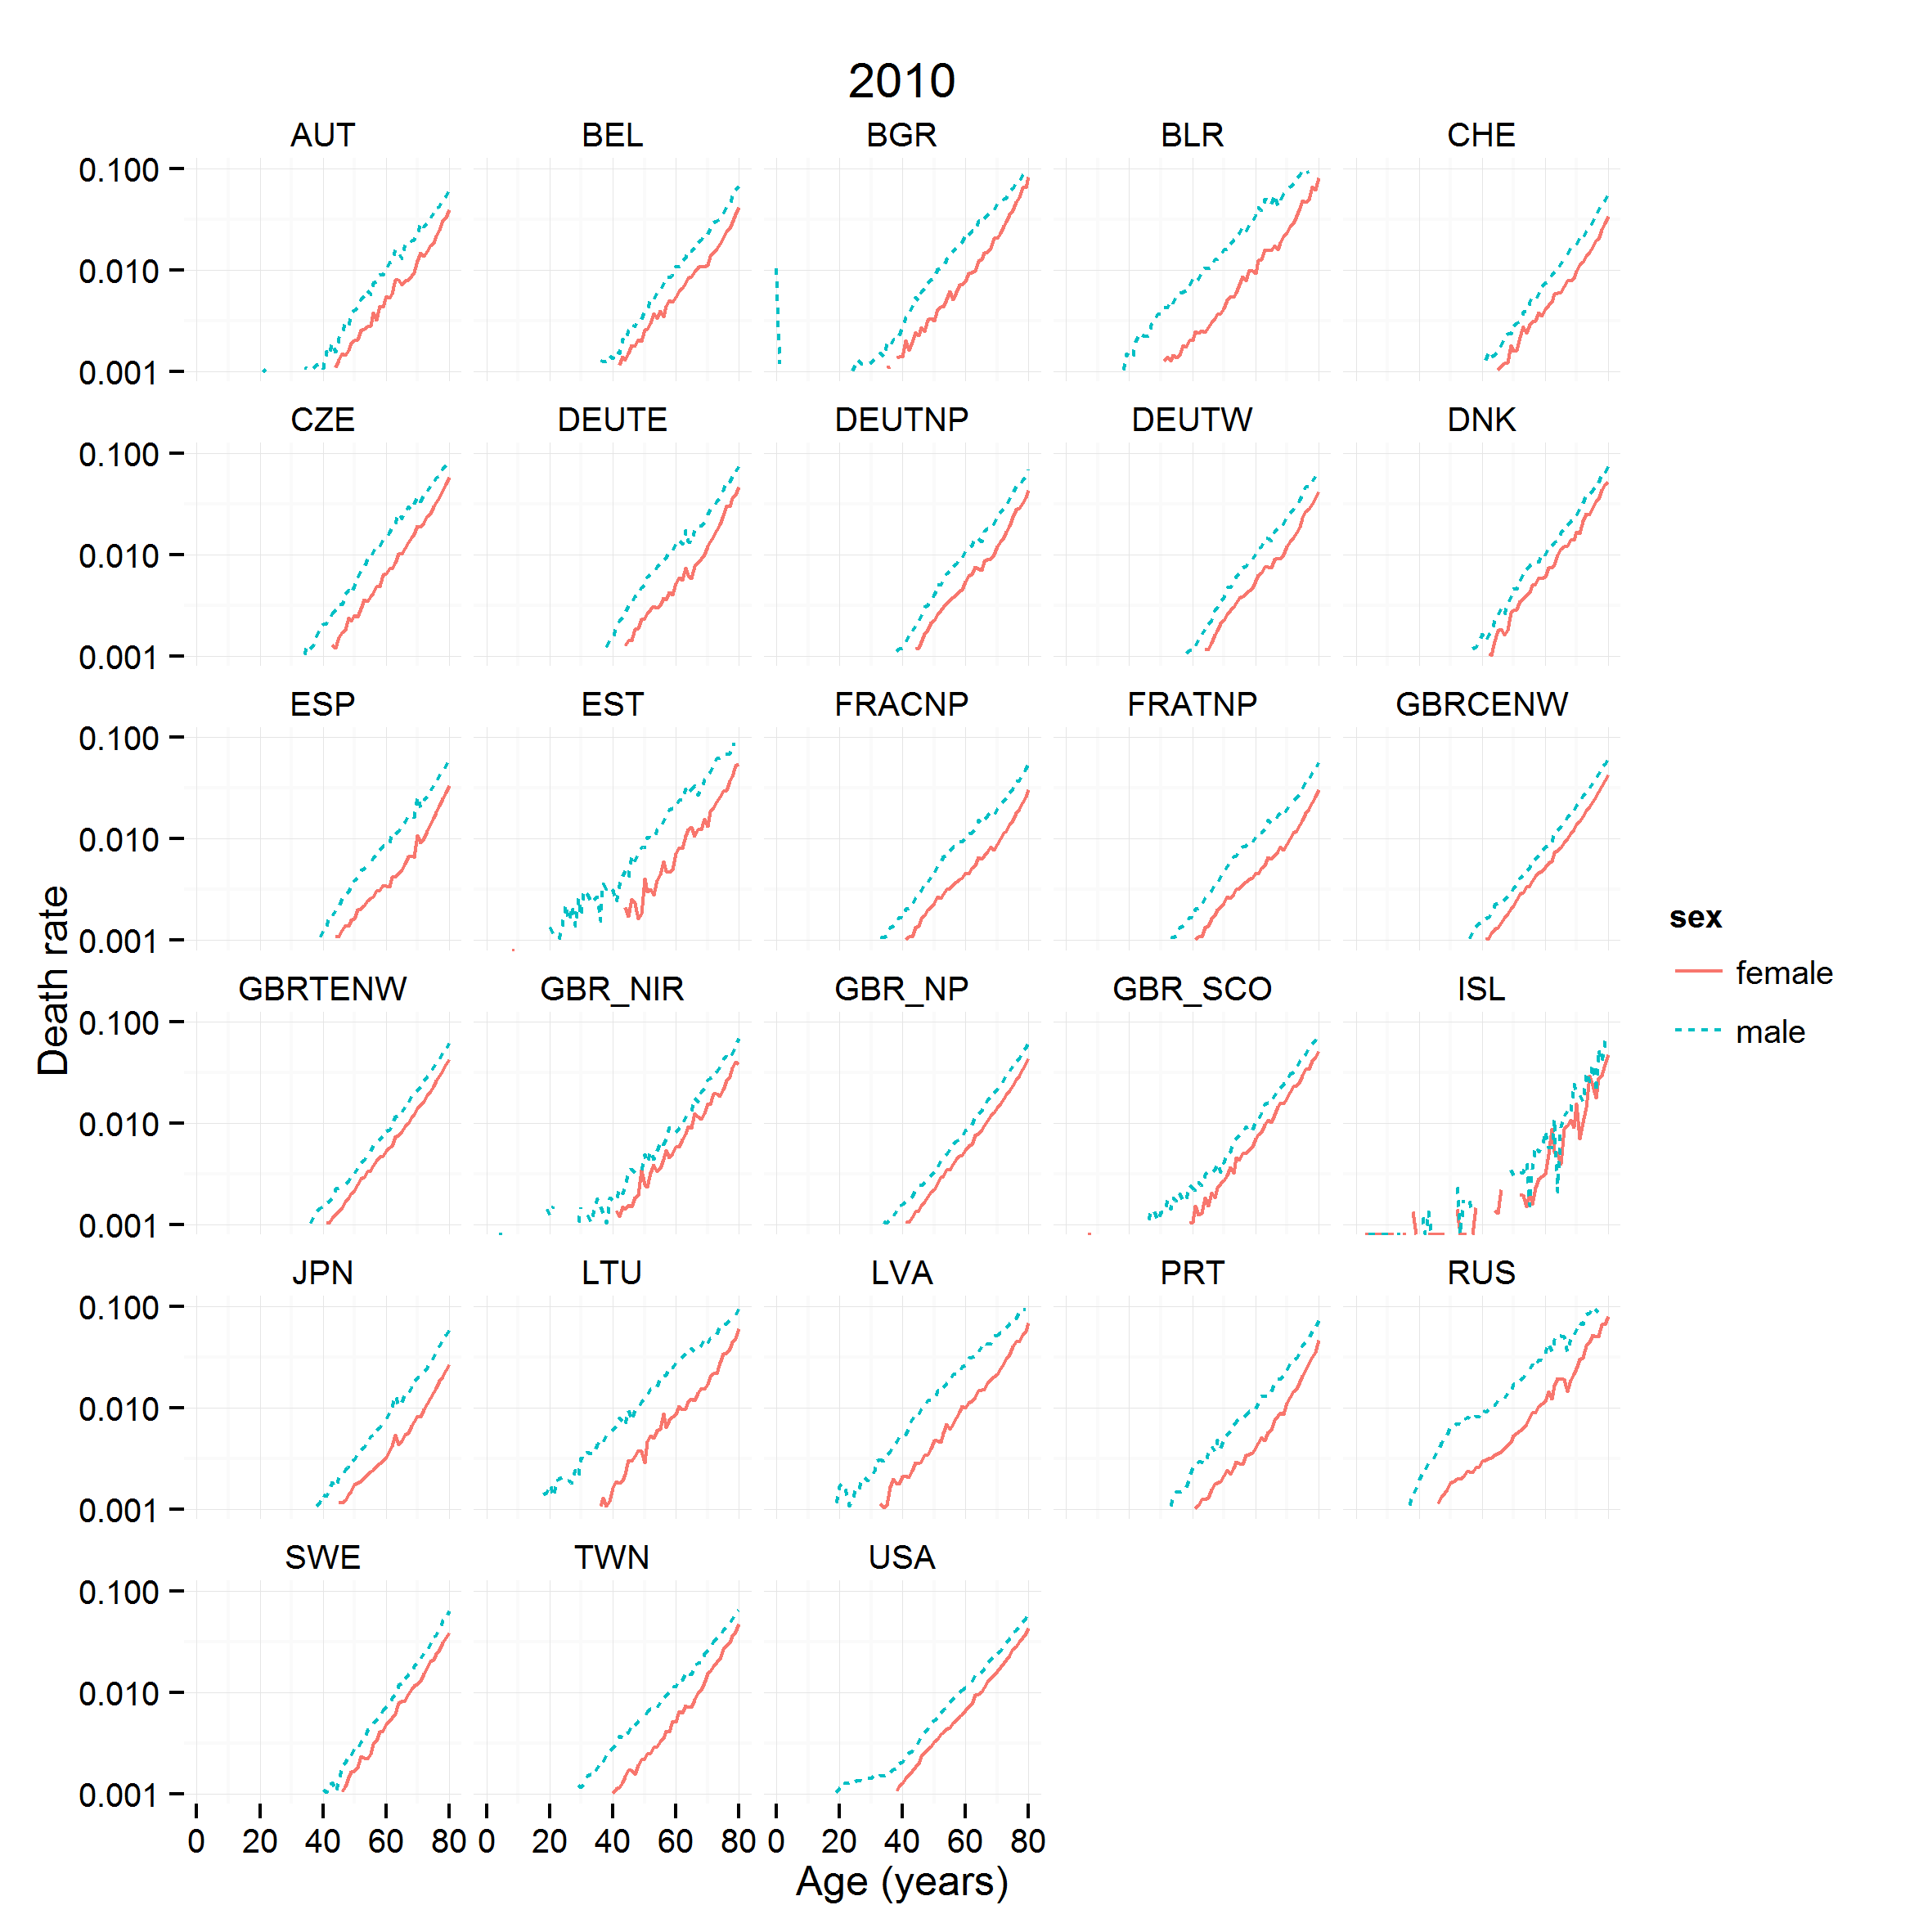 2010
AUT BEL BGR BLR CHE
0.100
0.010
0.001
CZE DEUTE DEUTNP DEUTW DNK
0.100
0.010
0.001
ESP EST FRACNP FRATNP GBRCENW
0.100
0.010
0.001
GBRTENW GBR_NIR GBR_NP GBR_SCO ISL
0.100
0.010
0.001
JPN LTU LVA PRT RUS
0.100
0.010
0.001
SWE TWN USA
0.100
0.010
0.001
0 20 40 60 80 0 20 40 60 80 0 20 40 60 80
Age (years)
Death rate
sex
female
male